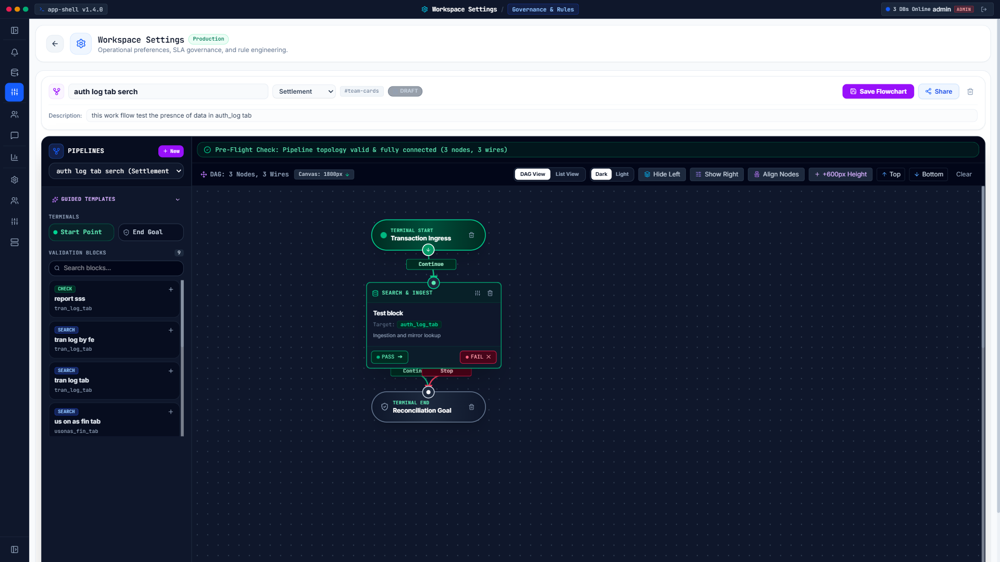 app-shell v1.4.0
Workspace Settings / Governance & Rules
3 DBs Online admin ADMIN
Workspace Settings Production
Operational preferences, SLA governance, and rule engineering.
auth log tab serch
Settlement
#team-cards
DRAFT
Save Flowchart
Share
Description: this work fllow test the presnce of data in auth_log tab
PIPELINES
+ New
auth log tab serch (Settlement
GUIDED TEMPLATES
TERMINALS
Start Point
End Goal
VALIDATION BLOCKS 9
Search blocks...
CHECK
report sss
tran_log_tab
SEARCH
tran log by fe
tran_log_tab
SEARCH
tran log tab
tran_log_tab
SEARCH
us on as fin tab
usonas_fin_tab
Pre-Flight Check: Pipeline topology valid & fully connected (3 nodes, 3 wires)
DAG: 3 Nodes, 3 Wires
Canvas: 1800px ↓
DAG View
List View
Dark
Light
Hide Left
Show Right
Align Nodes
+ +600px Height
↑ Top
↓ Bottom
Clear
TERMINAL START
Transaction Ingress
Continue
SEARCH & INGEST
Test block
Target: auth_log_tab
Ingestion and mirror lookup
PASS →
FAIL ✕
Contin
Stop
TERMINAL END
Reconciliation Goal